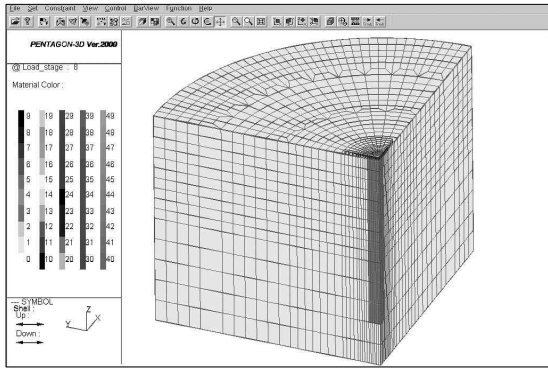 File Set Constraint View Control DarView Function Help
PENTAGON-3D Ver.2000
@ Load_stage : 8
Material Color :
9 19 29 39 49
8 18 28 38 48
7 17 27 37 47
6 16 26 36 46
5 15 25 35 45
4 14 24 34 44
3 13 23 33 43
2 12 22 32 42
1 11 21 31 41
0 10 20 30 40
SYMBOL
Shell :
Up :
Down :
Z
Y X